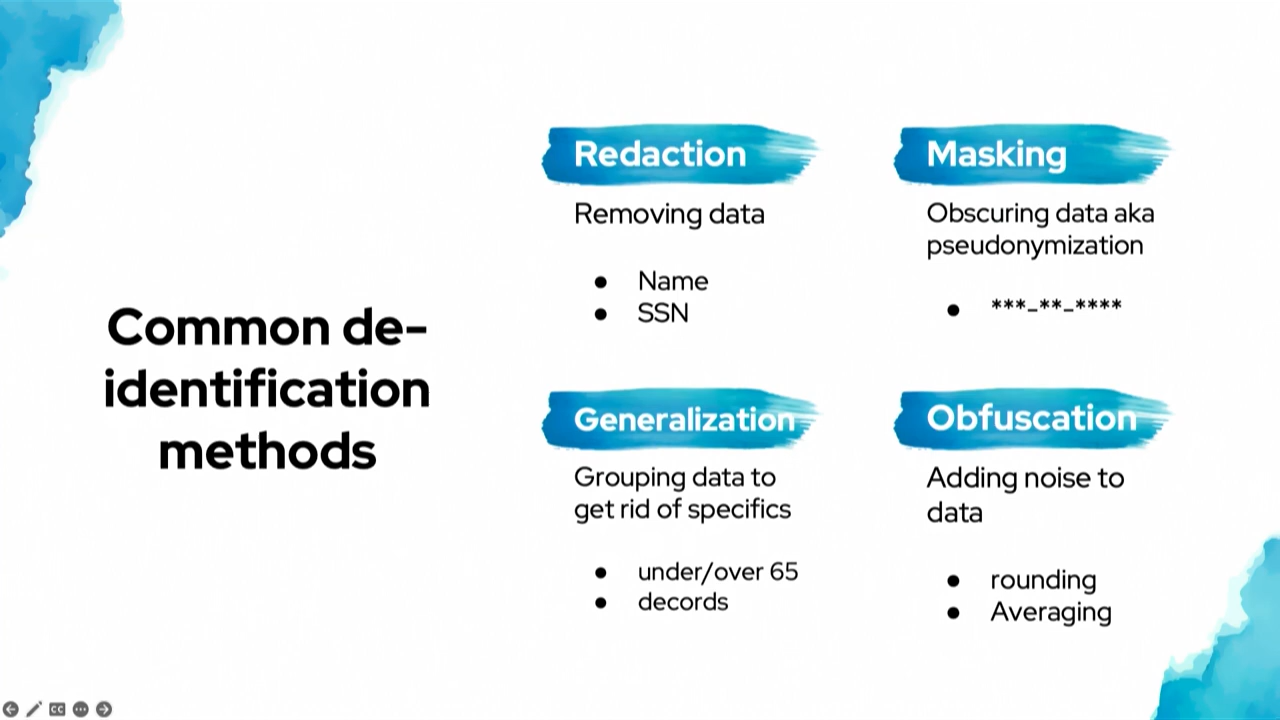 Common de-
identification
methods
Redaction
Removing data
● Name
● SSN
Masking
Obscuring data aka
pseudonymization
● ***-**-****
Generalization
Grouping data to
get rid of specifics
● under/over 65
● decords
Obfuscation
Adding noise to
data
● rounding
● Averaging
CC